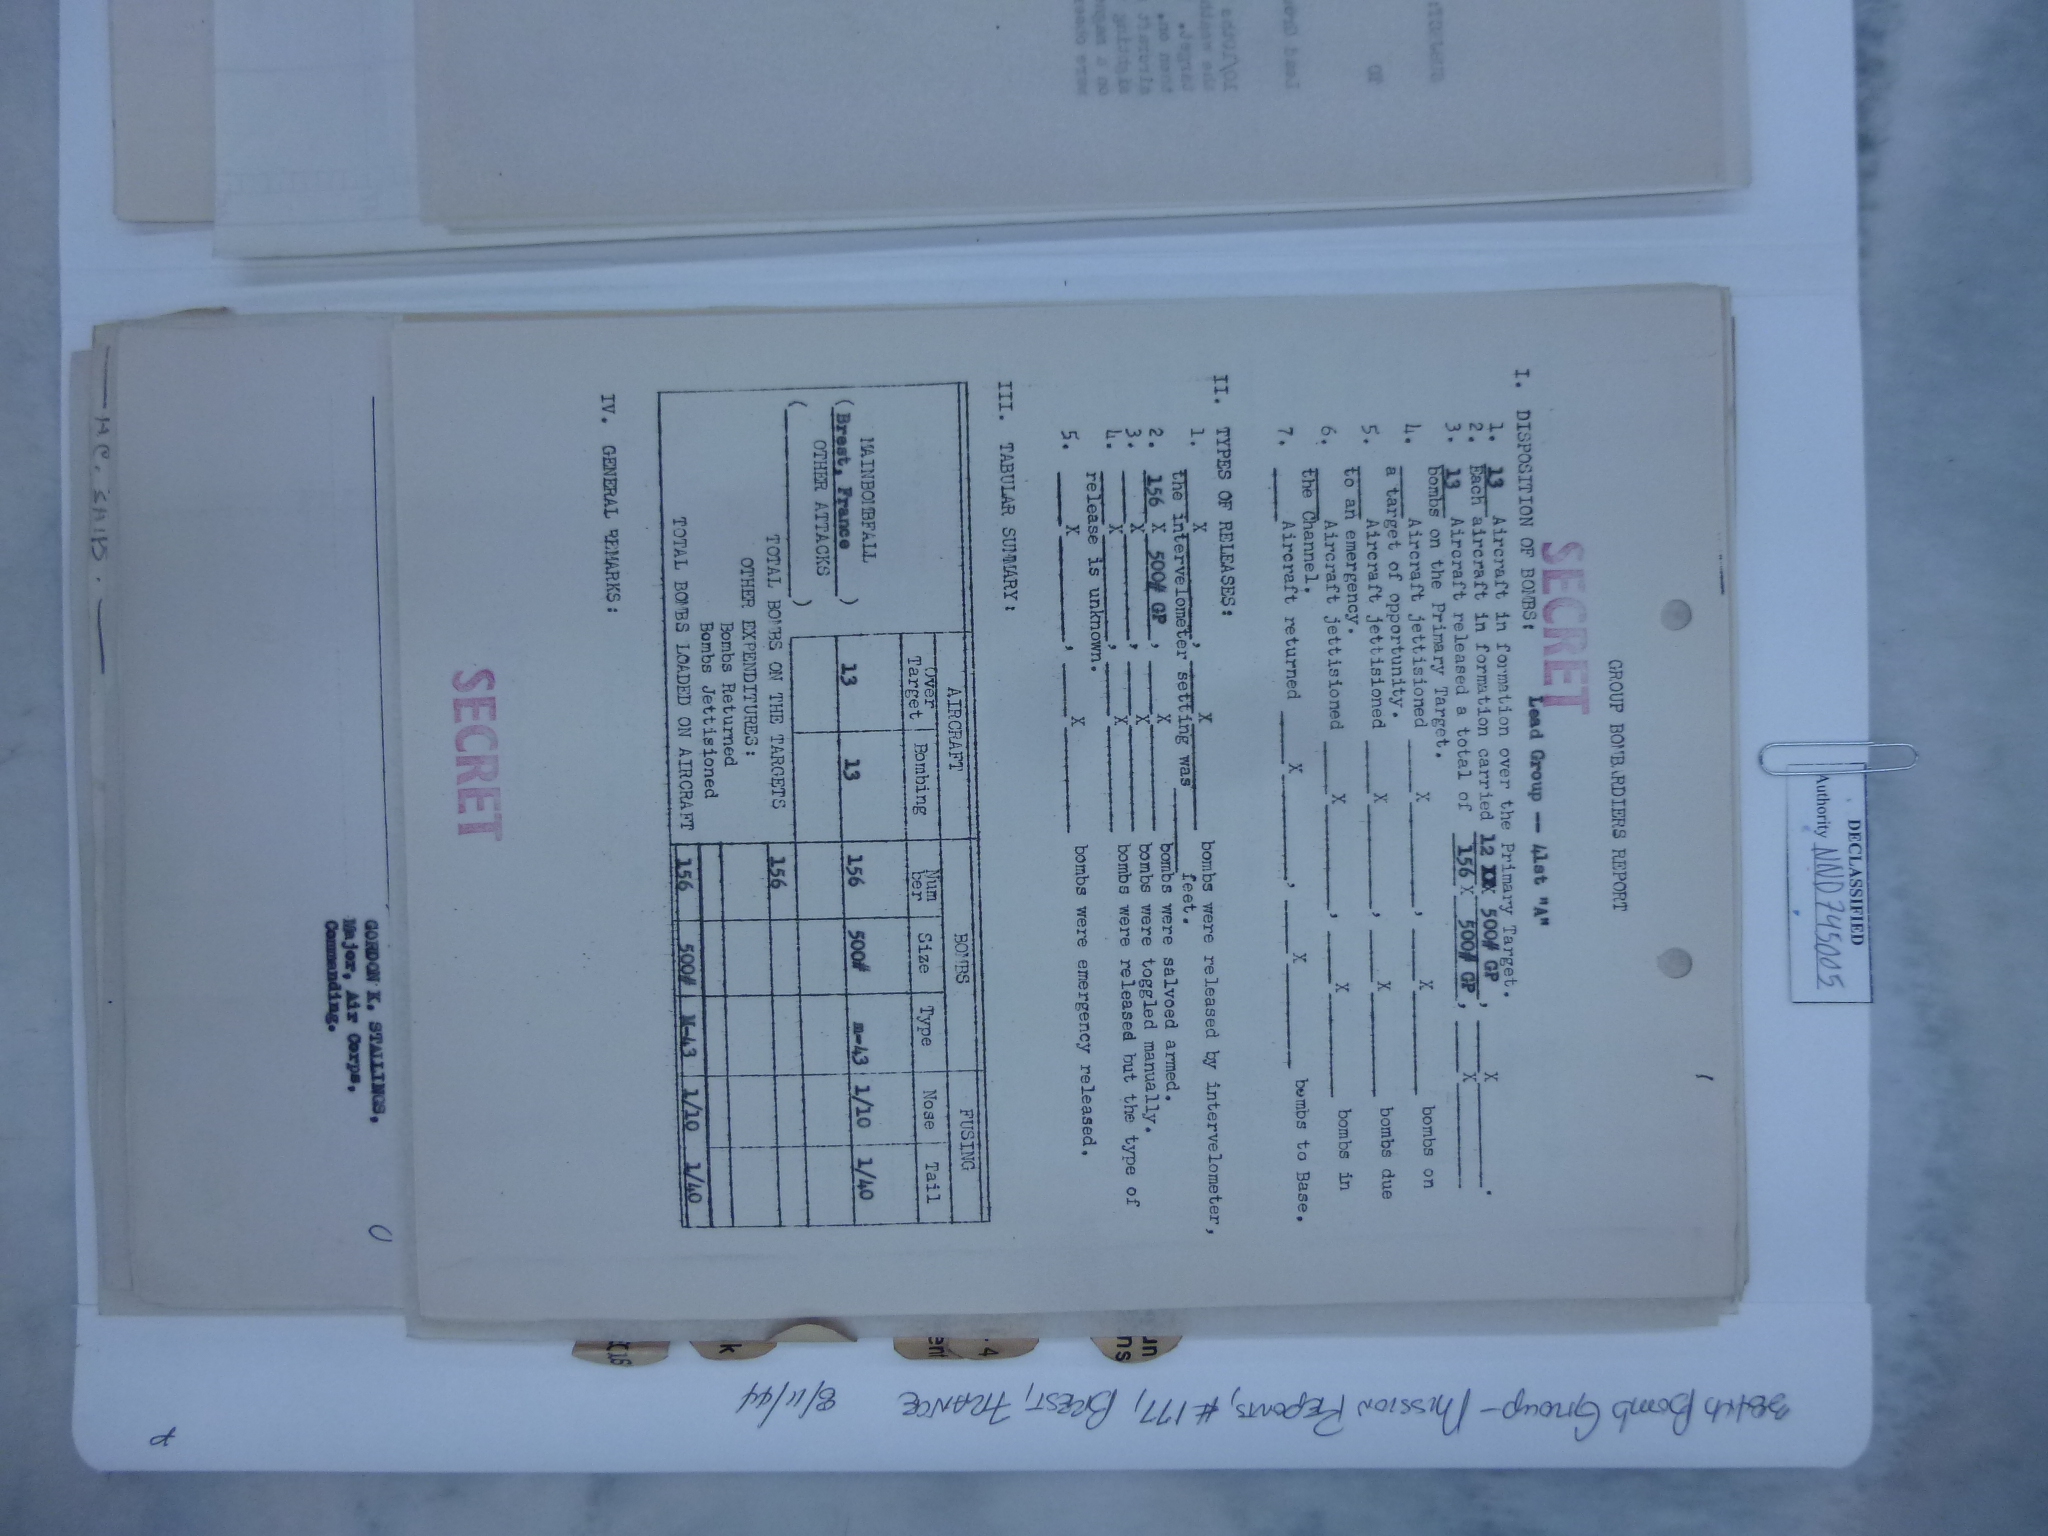 GROUP BOMBARDIERS REPORT
SECRET
Lead Group -- 41st "A"
I. DISPOSITION OF BOMBS:
1. 13 Aircraft in formation over the Primary Target.
2. Each aircraft in formation carried 12 XX 500# GP, X .
3. 13 Aircraft released a total of 156 X 500# GP, X
bombs on the Primary Target.
4. Aircraft jettisioned X , X bombs on
a target of opportunity.
5. Aircraft jettisioned X , X bombs due
to an emergency.
6. Aircraft jettisioned X , X bombs in
the Channel.
7. Aircraft returned X , X bombs to Base.
II. TYPES OF RELEASES:
1. X , X bombs were released by intervelometer,
the intervelometer setting was feet.
2. 156 X 500# GP , X bombs were salvoed armed.
3. X , X bombs were toggled manually.
4. X , X bombs were released but the type of
release is unknown.
5. X , X bombs were emergency released.
III. TABULAR SUMMARY:
AIRCRAFT BOMBS FUSING
Over Target Bombing Num ber Size Type Nose Tail
MAINBOMBFALL
(Brest, France ) 13 13 156 500# m-43 1/10 1/40
OTHER ATTACKS
( )
TOTAL BOMBS ON THE TARGETS 156
OTHER EXPENDITURES:
Bombs Returned
Bombs Jettisioned
TOTAL BOMBS LOADED ON AIRCRAFT 156 500# M-43 1/10 1/40
IV. GENERAL REMARKS:
SECRET
GORDON K. STALLINGS,
Major, Air Corps,
Commanding.
DECLASSIFIED
Authority NND745005
384th Bomb Group - Mission Reports, #177, BREST, FRANCE 8/11/44